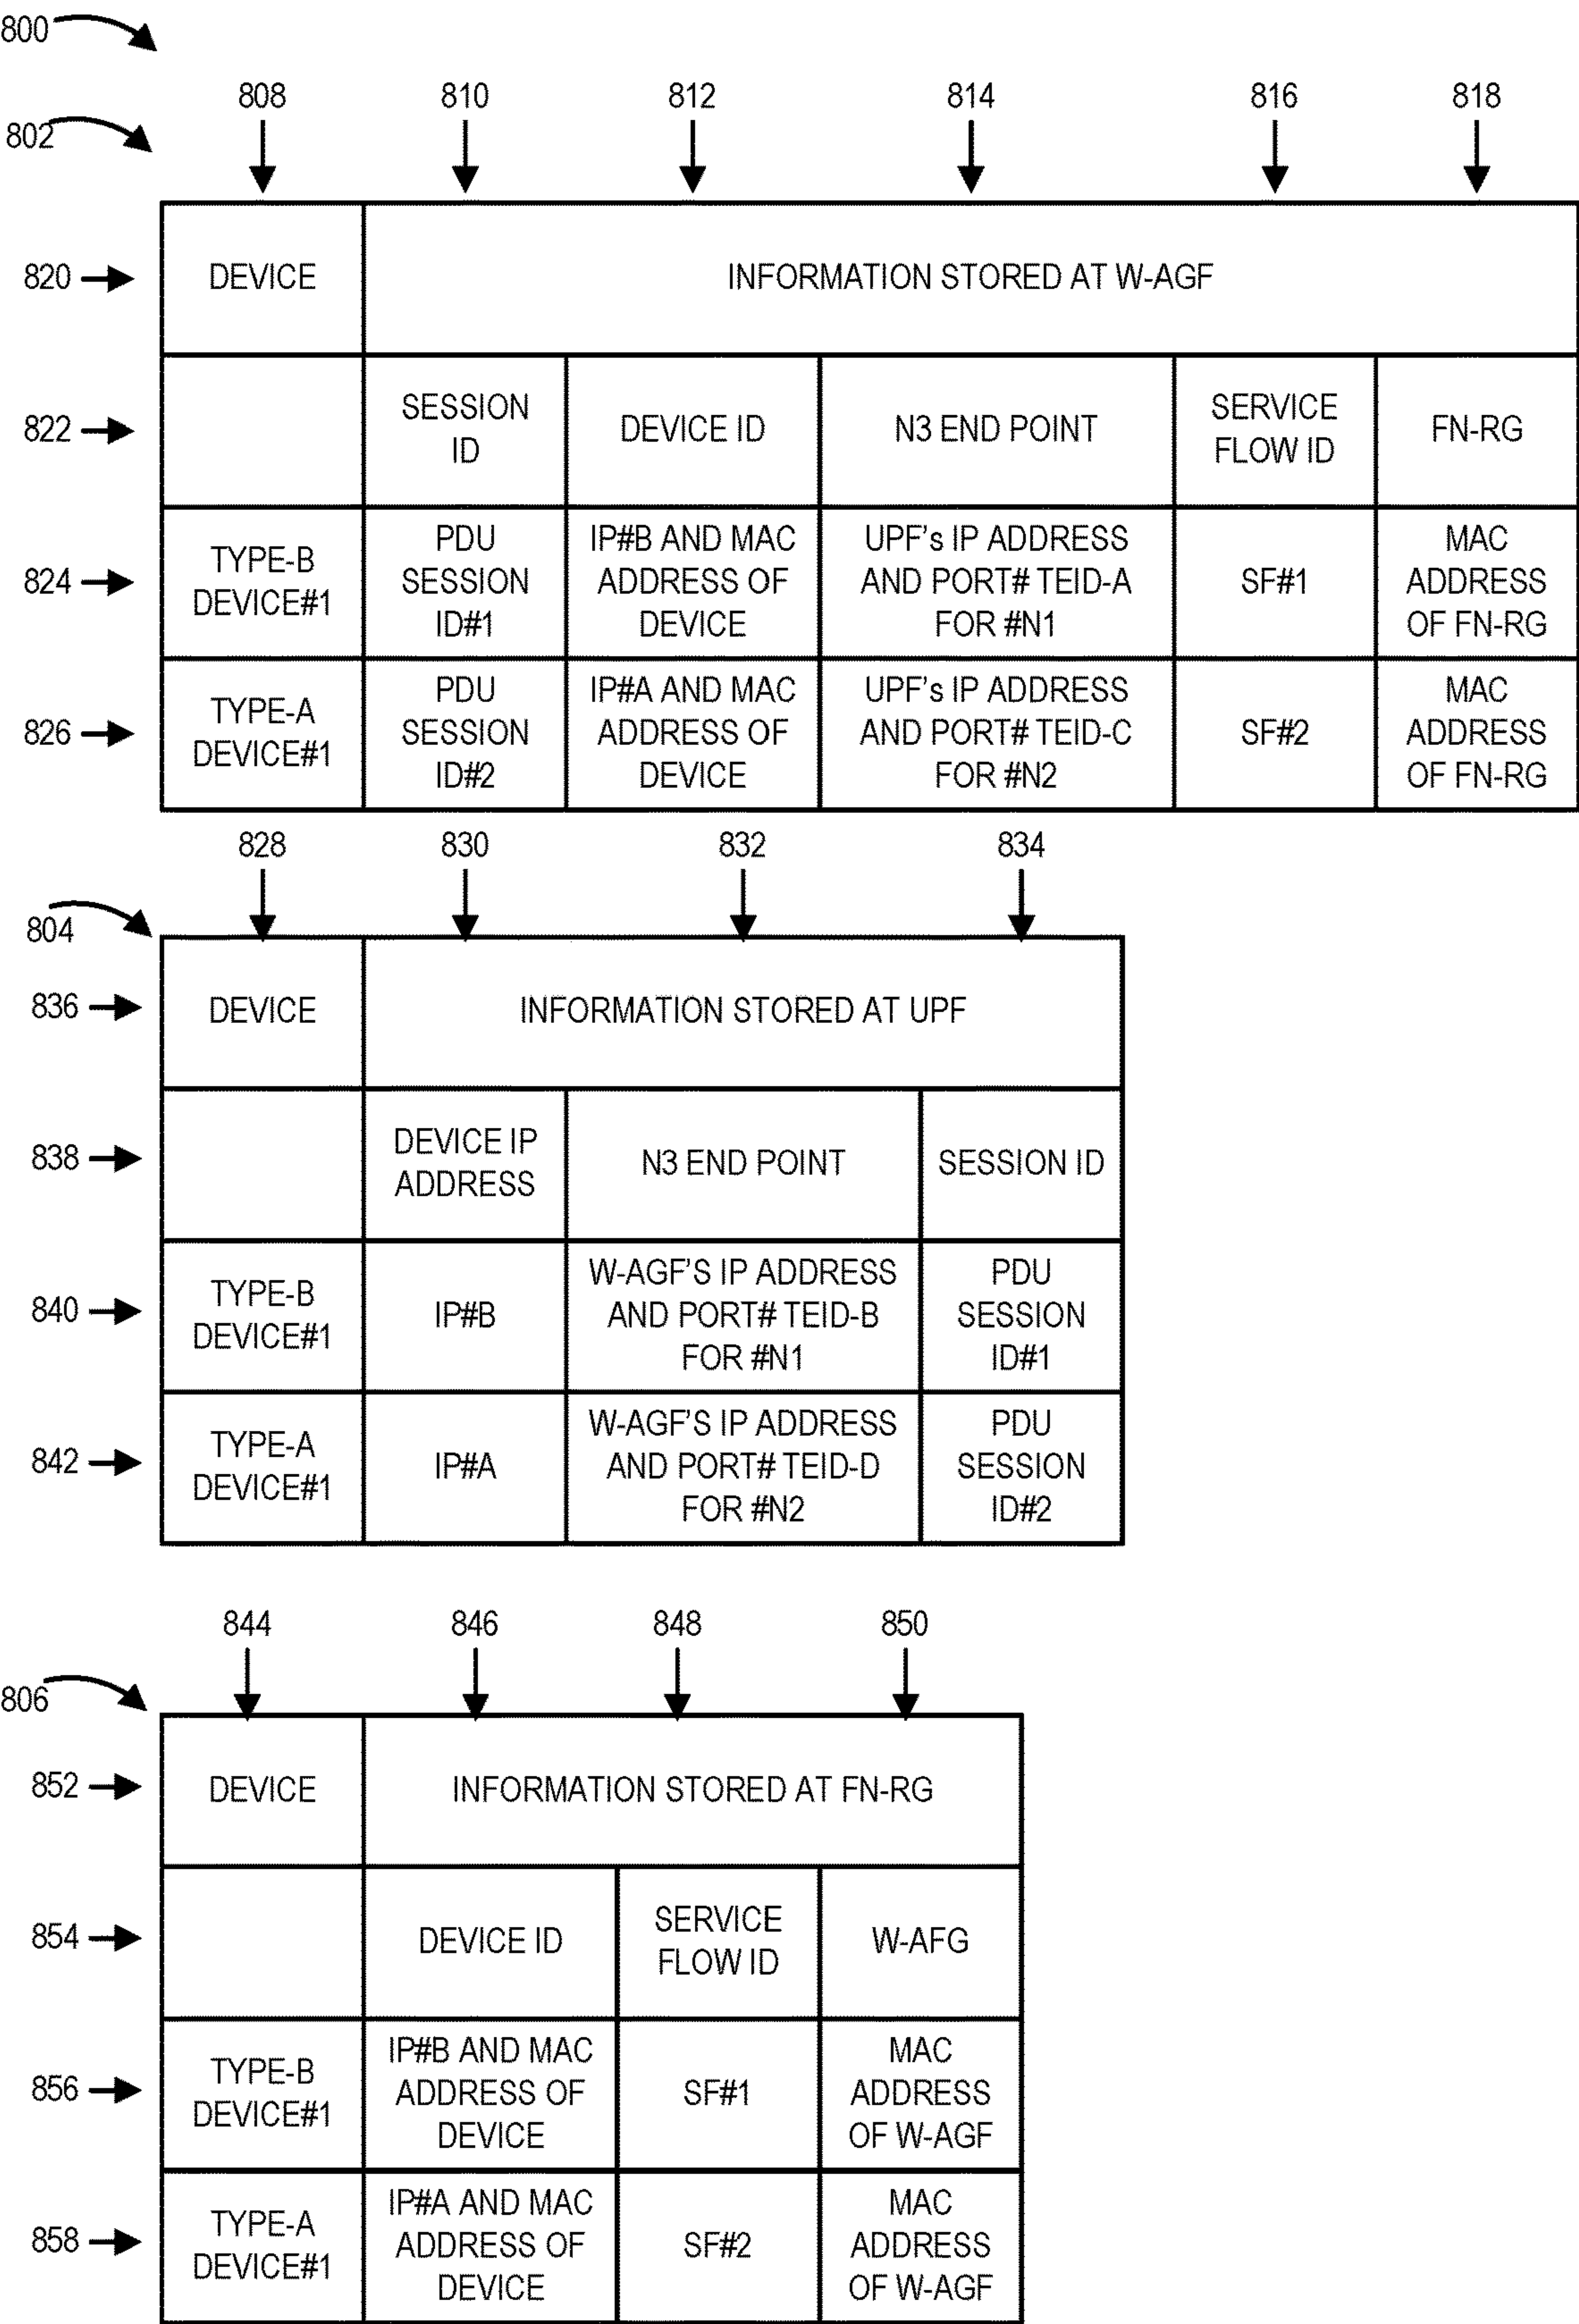 800
808 810 812 814 816 818
802
820 DEVICE INFORMATION STORED AT W-AGF
822
SESSION
ID
DEVICE ID
N3 END POINT
SERVICE
FLOW ID
FN-RG
824
TYPE-B
DEVICE#1
PDU
SESSION
ID#1
IP#B AND MAC
ADDRESS OF
DEVICE
UPF's IP ADDRESS
AND PORT# TEID-A
FOR #N1
SF#1
MAC
ADDRESS
OF FN-RG
826
TYPE-A
DEVICE#1
PDU
SESSION
ID#2
IP#A AND MAC
ADDRESS OF
DEVICE
UPF's IP ADDRESS
AND PORT# TEID-C
FOR #N2
SF#2
MAC
ADDRESS
OF FN-RG
828 830 832 834
804
836 DEVICE INFORMATION STORED AT UPF
838
DEVICE IP
ADDRESS
N3 END POINT
SESSION ID
840
TYPE-B
DEVICE#1
IP#B
W-AGF'S IP ADDRESS
AND PORT# TEID-B
FOR #N1
PDU
SESSION
ID#1
842
TYPE-A
DEVICE#1
IP#A
W-AGF'S IP ADDRESS
AND PORT# TEID-D
FOR #N2
PDU
SESSION
ID#2
844 846 848 850
806
852 DEVICE INFORMATION STORED AT FN-RG
854
DEVICE ID
SERVICE
FLOW ID
W-AFG
856
TYPE-B
DEVICE#1
IP#B AND MAC
ADDRESS OF
DEVICE
SF#1
MAC
ADDRESS
OF W-AGF
858
TYPE-A
DEVICE#1
IP#A AND MAC
ADDRESS OF
DEVICE
SF#2
MAC
ADDRESS
OF W-AGF